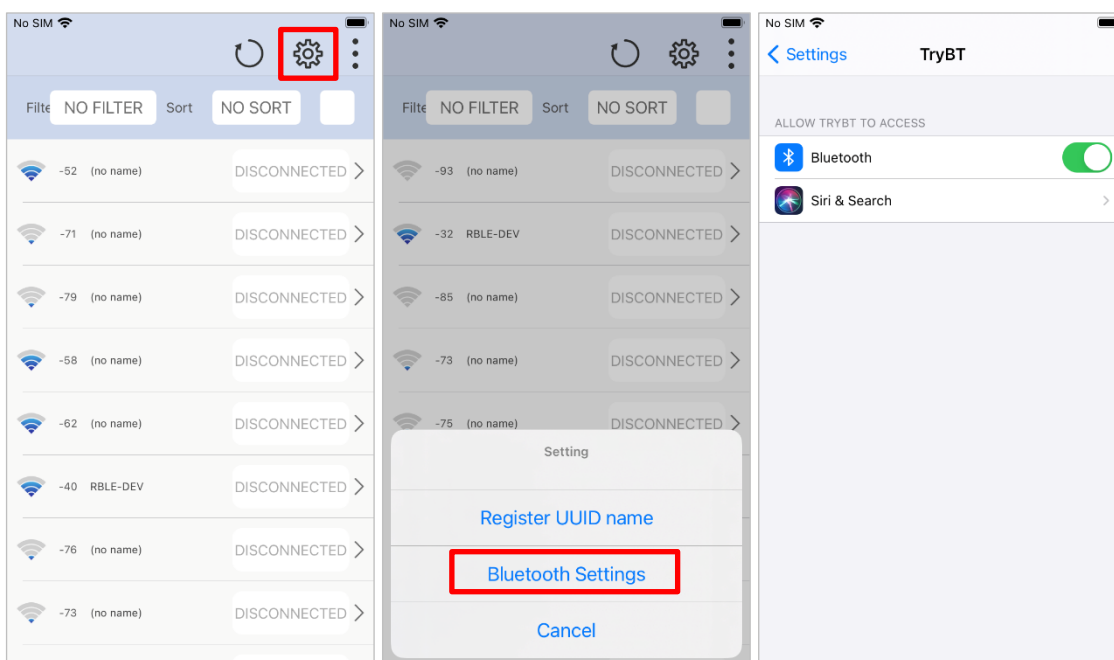 No SIM
Filte NO FILTER Sort NO SORT
-52 (no name) DISCONNECTED
-71 (no name) DISCONNECTED
-79 (no name) DISCONNECTED
-58 (no name) DISCONNECTED
-62 (no name) DISCONNECTED
-40 RBLE-DEV DISCONNECTED
-76 (no name) DISCONNECTED
-73 (no name) DISCONNECTED
No SIM
Filte NO FILTER Sort NO SORT
-93 (no name) DISCONNECTED
-32 RBLE-DEV DISCONNECTED
-85 (no name) DISCONNECTED
-73 (no name) DISCONNECTED
-75 (no name) DISCONNECTED
Setting
Register UUID name
Bluetooth Settings
Cancel
No SIM
Settings TryBT
ALLOW TRYBT TO ACCESS
Bluetooth
Siri & Search